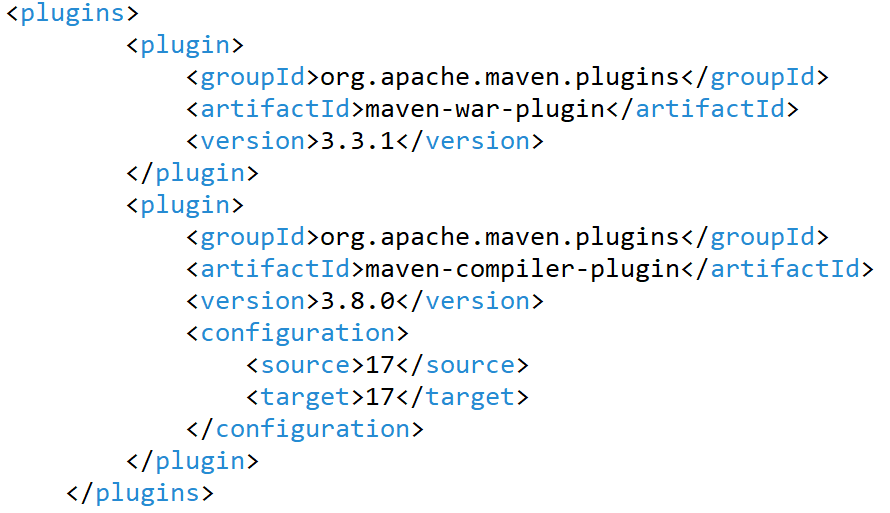 <plugins>
<plugin>
<groupId>org.apache.maven.plugins</groupId>
<artifactId>maven-war-plugin</artifactId>
<version>3.3.1</version>
</plugin>
<plugin>
<groupId>org.apache.maven.plugins</groupId>
<artifactId>maven-compiler-plugin</artifactId>
<version>3.8.0</version>
<configuration>
<source>17</source>
<target>17</target>
</configuration>
</plugin>
</plugins>